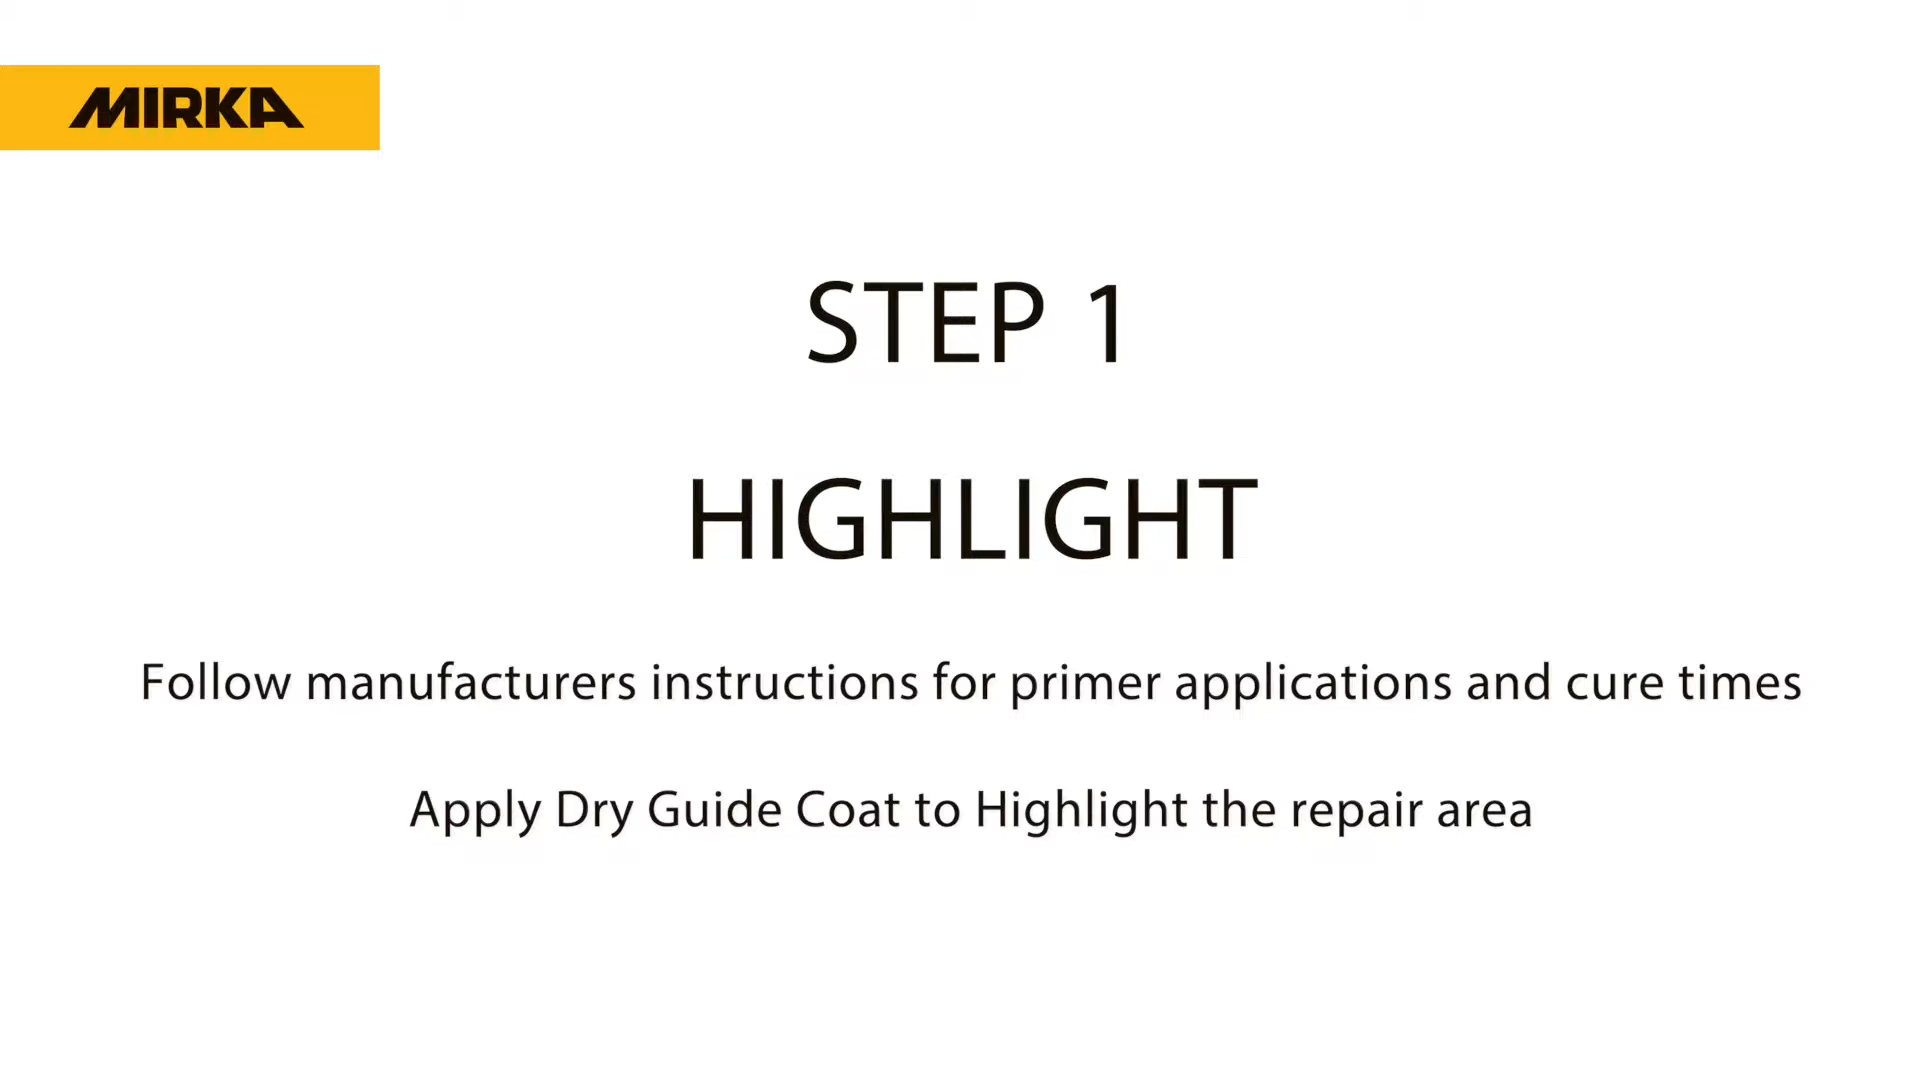 MIRKA
STEP 1
HIGHLIGHT
Follow manufacturers instructions for primer applications and cure times
Apply Dry Guide Coat to Highlight the repair area